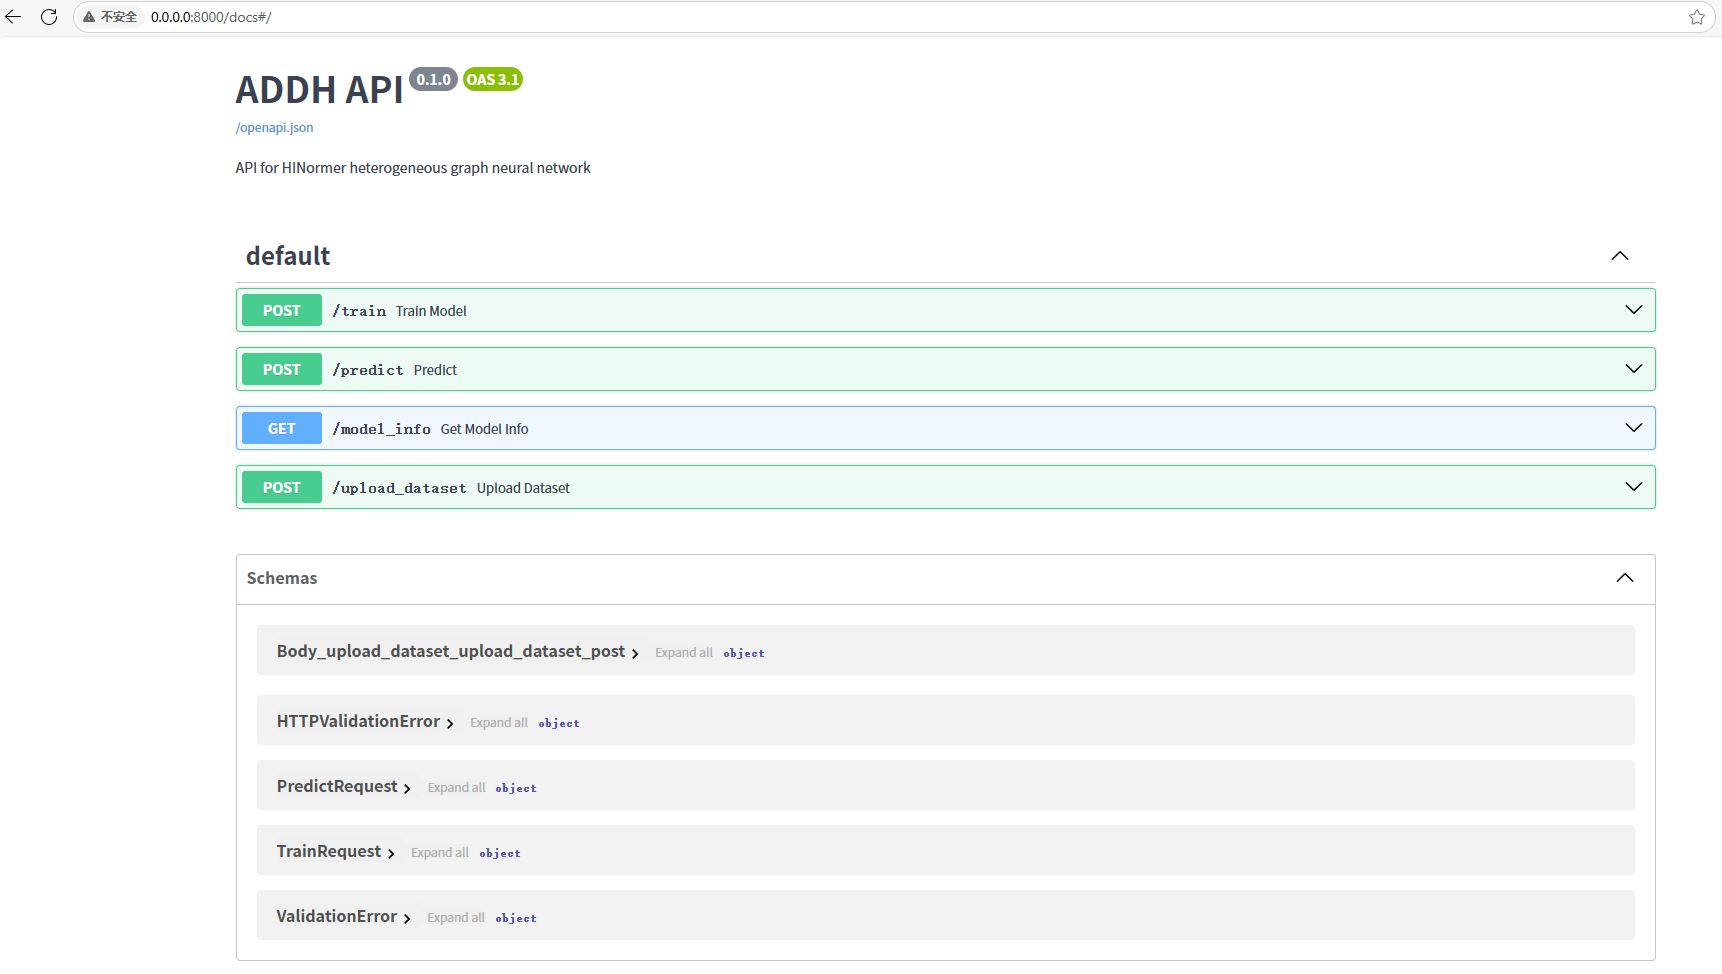 不安全 0.0.0.0:8000/docs#/
ADDH API 0.1.0 OAS 3.1
/openapi.json
API for HINormer heterogeneous graph neural network
default
POST /train Train Model
POST /predict Predict
GET /model_info Get Model Info
POST /upload_dataset Upload Dataset
Schemas
Body_upload_dataset_upload_dataset_post Expand all object
HTTPValidationError Expand all object
PredictRequest Expand all object
TrainRequest Expand all object
ValidationError Expand all object